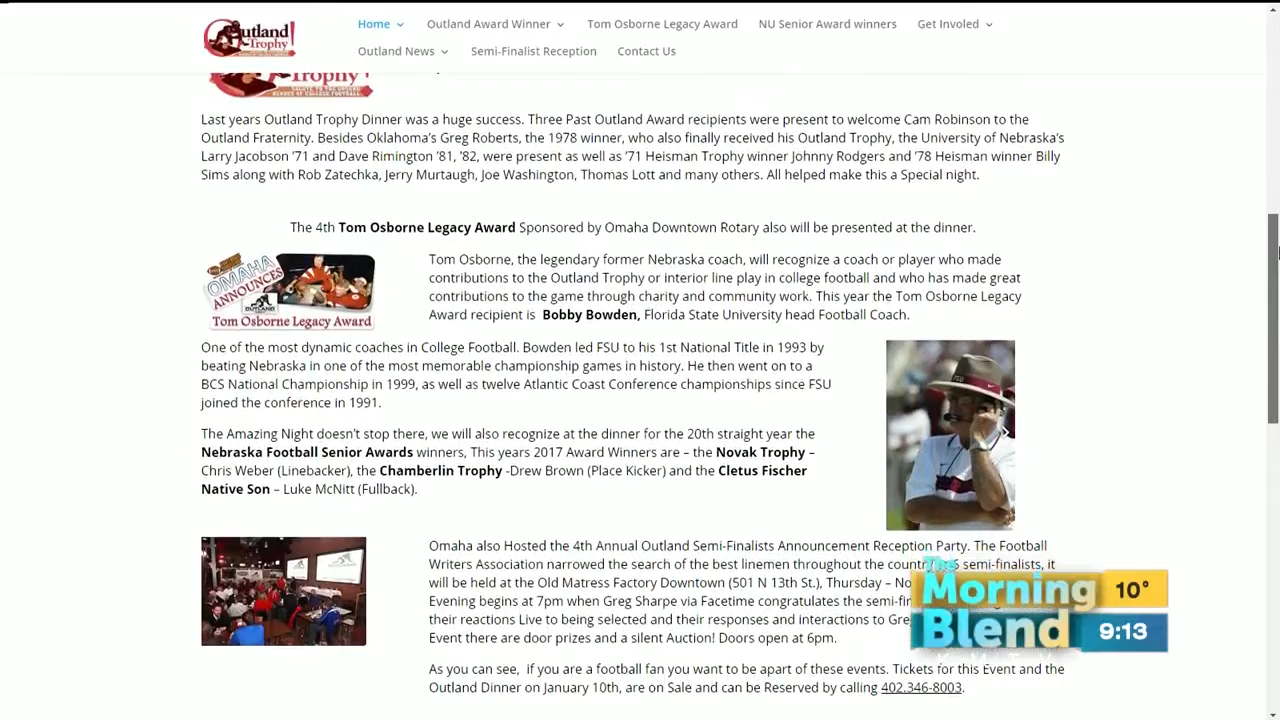 Outland Trophy!
Home
Outland Award Winner
Tom Osborne Legacy Award
NU Senior Award winners
Get Involed
Outland News
Semi-Finalist Reception
Contact Us
Trophy!
Last years Outland Trophy Dinner was a huge success. Three Past Outland Award recipients were present to welcome Cam Robinson to the
Outland Fraternity. Besides Oklahoma's Greg Roberts, the 1978 winner, who also finally received his Outland Trophy, the University of Nebraska's
Larry Jacobson '71 and Dave Rimington '81, '82, were present as well as '71 Heisman Trophy winner Johnny Rodgers and '78 Heisman winner Billy
Sims along with Rob Zatechka, Jerry Murtaugh, Joe Washington, Thomas Lott and many others. All helped make this a Special night.
The 4th Tom Osborne Legacy Award Sponsored by Omaha Downtown Rotary also will be presented at the dinner.
OMAHA
ANNOUNCES
Tom Osborne Legacy Award
Tom Osborne, the legendary former Nebraska coach, will recognize a coach or player who made
contributions to the Outland Trophy or interior line play in college football and who has made great
contributions to the game through charity and community work. This year the Tom Osborne Legacy
Award recipient is Bobby Bowden, Florida State University head Football Coach.
One of the most dynamic coaches in College Football. Bowden led FSU to his 1st National Title in 1993 by
beating Nebraska in one of the most memorable championship games in history. He then went on to a
BCS National Championship in 1999, as well as twelve Atlantic Coast Conference championships since FSU
joined the conference in 1991.
The Amazing Night doesn't stop there, we will also recognize at the dinner for the 20th straight year the
Nebraska Football Senior Awards winners, This years 2017 Award Winners are – the Novak Trophy –
Chris Weber (Linebacker), the Chamberlin Trophy -Drew Brown (Place Kicker) and the Cletus Fischer
Native Son – Luke McNitt (Fullback).
Omaha also Hosted the 4th Annual Outland Semi-Finalists Announcement Reception Party. The Football
Writers Association narrowed the search of the best linemen throughout the semi-finalists, it
will be held at the Old Matress Factory Downtown (501 N 13th St.), Thursday –
Evening begins at 7pm when Greg Sharpe via Facetime congratulates the
their reactions Live to being selected and their responses and interactions to
Event there are door prizes and a silent Auction! Doors open at 6pm.
As you can see, if you are a football fan you want to be apart of these events. Tickets for this Event and the
Outland Dinner on January 10th, are on Sale and can be Reserved by calling 402.346-8003.
The
Morning
Blend
10°
9:13